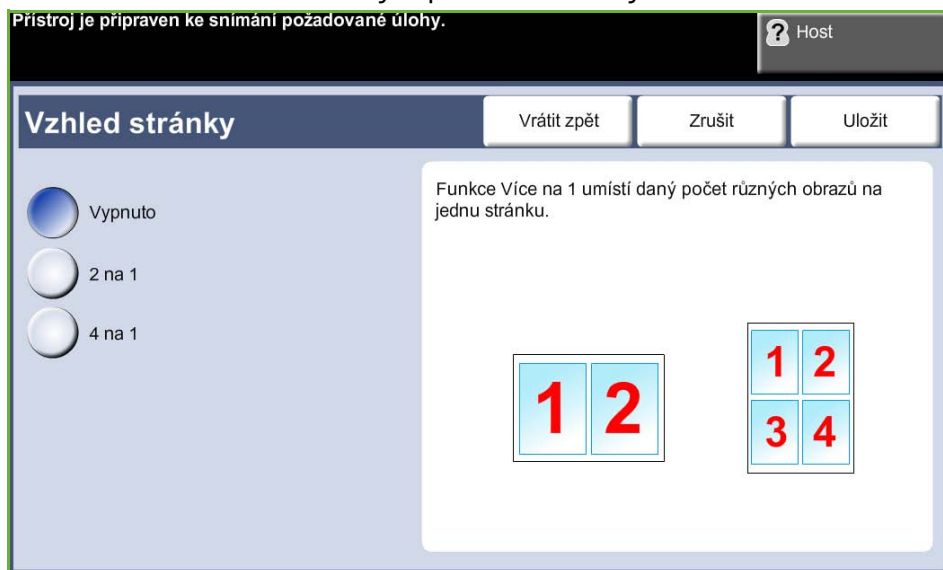 Přístroj je připraven ke snímání požadované úlohy.
? Host
Vzhled stránky
Vrátit zpět
Zrušit
Uložit
Vypnuto
2 na 1
4 na 1
Funkce Více na 1 umístí daný počet různých obrazů na
jednu stránku.
1 2
1 2
3 4